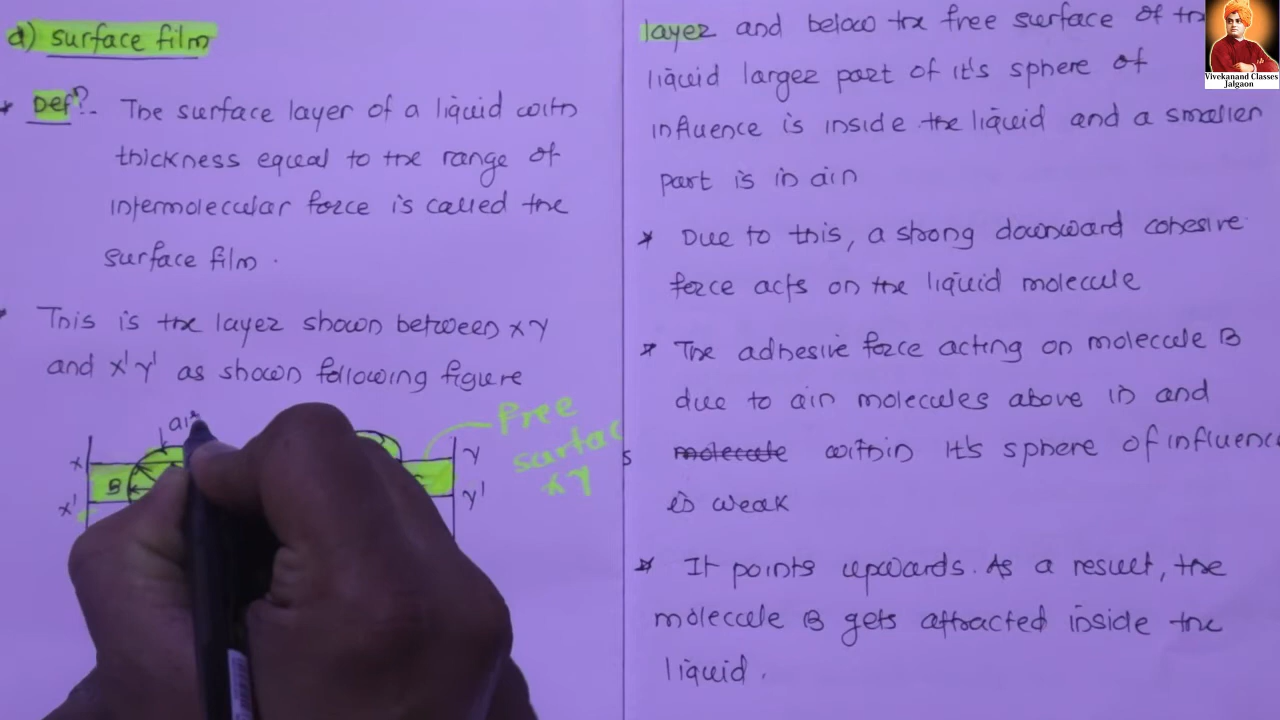 d) surface film
* Def?:- The surface layer of a liquid with
thickness equal to the range of
intermolecular force is called the
surface film.
This is the layer shown between XY
and X'Y' as shown following figure
air
x
B
x'
Y
Y'
free
surfac
XY
layer and below the free surface of the
liquid larger part of it's sphere of
influence is inside the liquid and a smaller
part is in air
* Due to this, a strong downward cohesive
force acts on the liquid molecule
* The adhesive force acting on molecule B
due to air molecules above it and
molecule within it's sphere of influence
is weak
* It points upwards. As a result, the
molecule B gets attracted inside the
liquid.
Vivekanand Classes
Jalgaon